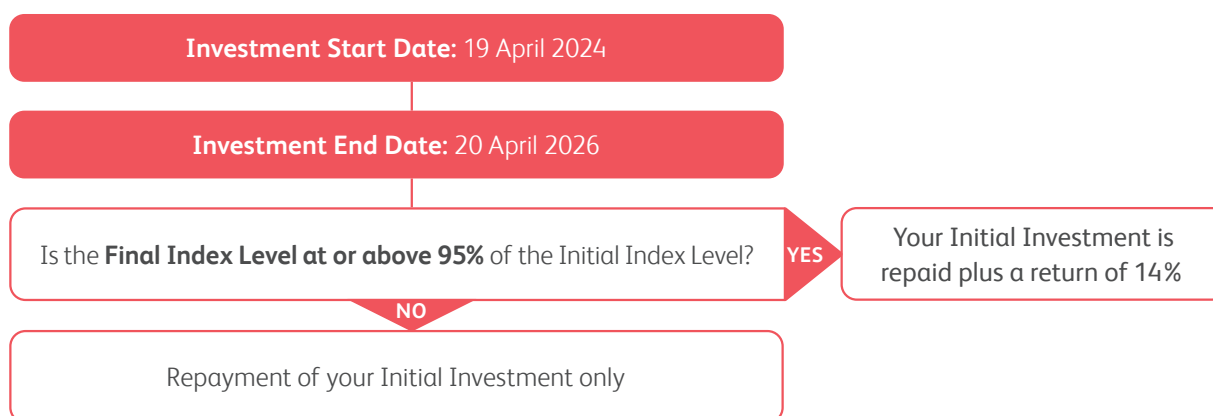 Investment Start Date: 19 April 2024
Investment End Date: 20 April 2026
Is the Final Index Level at or above 95% of the Initial Index Level?
YES
Your Initial Investment is
repaid plus a return of 14%
NO
Repayment of your Initial Investment only